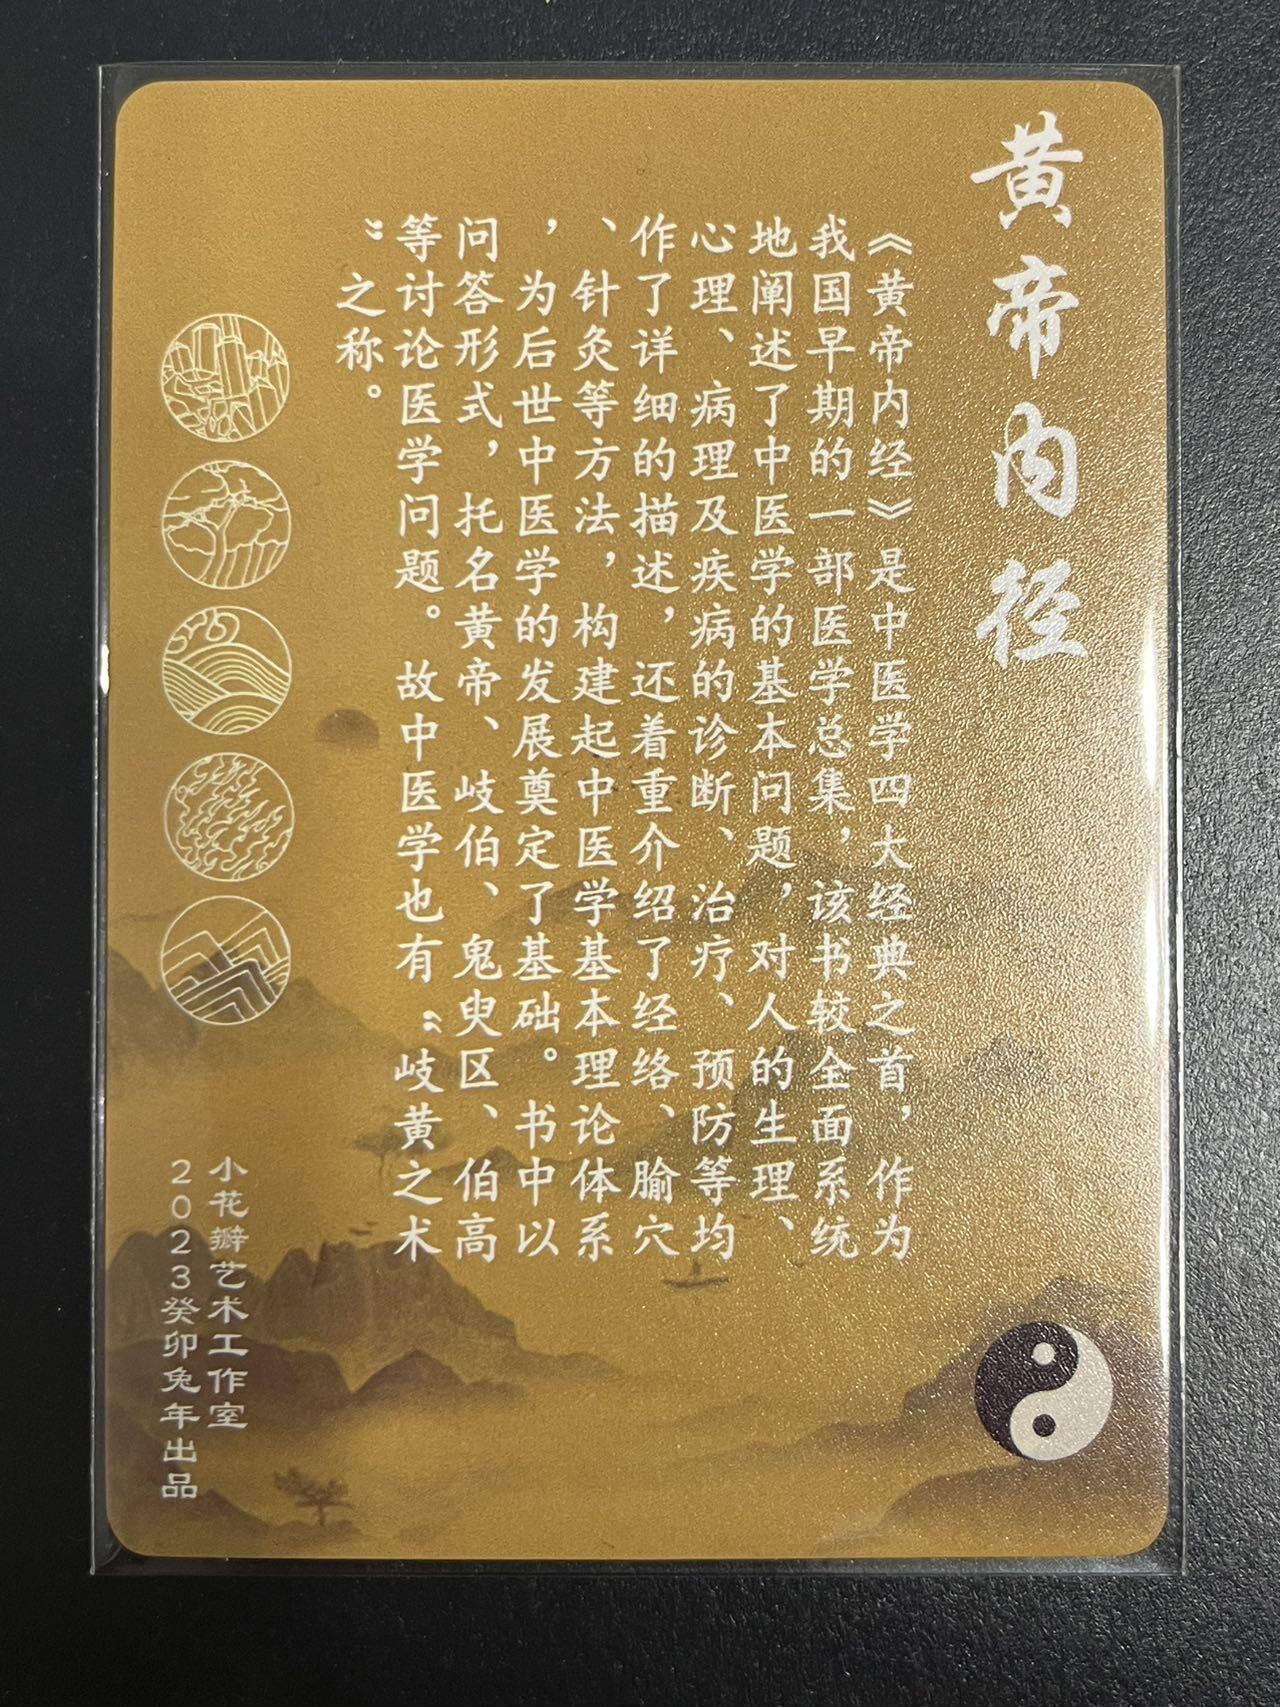 黄帝内径
《黄帝内经》是中医学四大经典之首，作为
我国早期的一部医学总集，该书较全面系统
地阐述了中医学的基本问题，对人的生理、
心理、病理及疾病的诊断、治疗、预防等均
作了详细的描述，还着重介绍了经络、腧穴
、针灸等方法，构建起中医学基本理论体系
，为后世中医学的发展奠定了基础。书中以
问答形式，托名黄帝、岐伯、鬼臾区、伯高
等讨论医学问题。故中医学也有“岐黄之术
”之称。
小花瓣艺术工作室
2023癸卯兔年出品